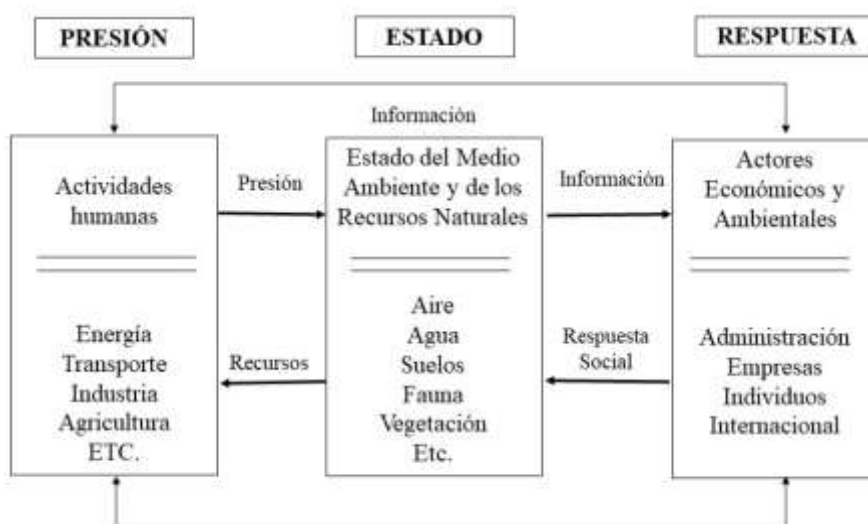 PRESIÓN
ESTADO
RESPUESTA
Información
Actividades
humanas
Energía
Transporte
Industria
Agricultura
ETC.
Presión
Recursos
Estado del Medio
Ambiente y de los
Recursos Naturales
Aire
Agua
Suelos
Fauna
Vegetación
Etc.
Información
Respuesta
Social
Actores
Económicos y
Ambientales
Administración
Empresas
Individuos
Internacional